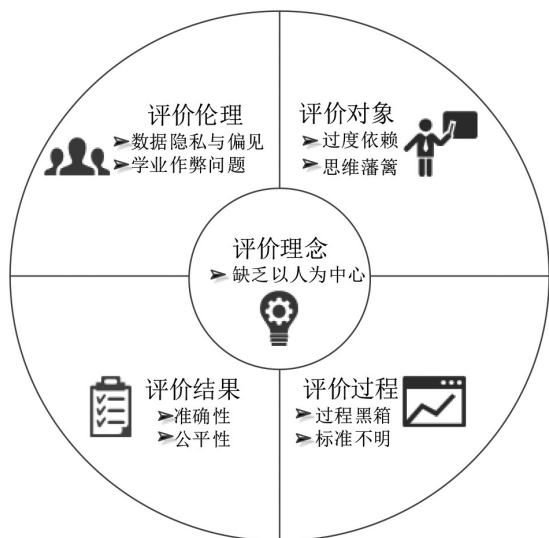 评价伦理
数据隐私与偏见
学业作弊问题
评价对象
过度依赖
思维藩篱
评价理念
缺乏以人为中心
评价结果
准确性
公平性
评价过程
过程黑箱
标准不明